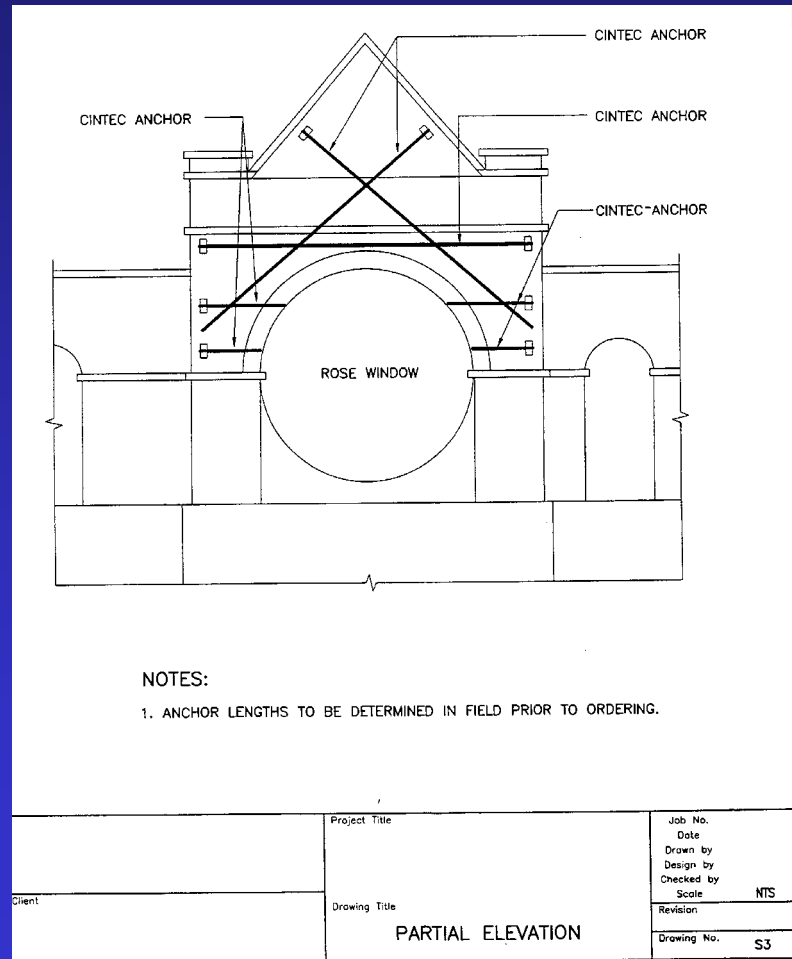 CINTEC ANCHOR
CINTEC ANCHOR
CINTEC ANCHOR
CINTEC ANCHOR
ROSE WINDOW
NOTES:
1. ANCHOR LENGTHS TO BE DETERMINED IN FIELD PRIOR TO ORDERING.
Project Title
Job No.
Date
Drawn by
Design by
Checked by
Scale NTS
Client
Drawing Title
PARTIAL ELEVATION
Revision
Drawing No. S3